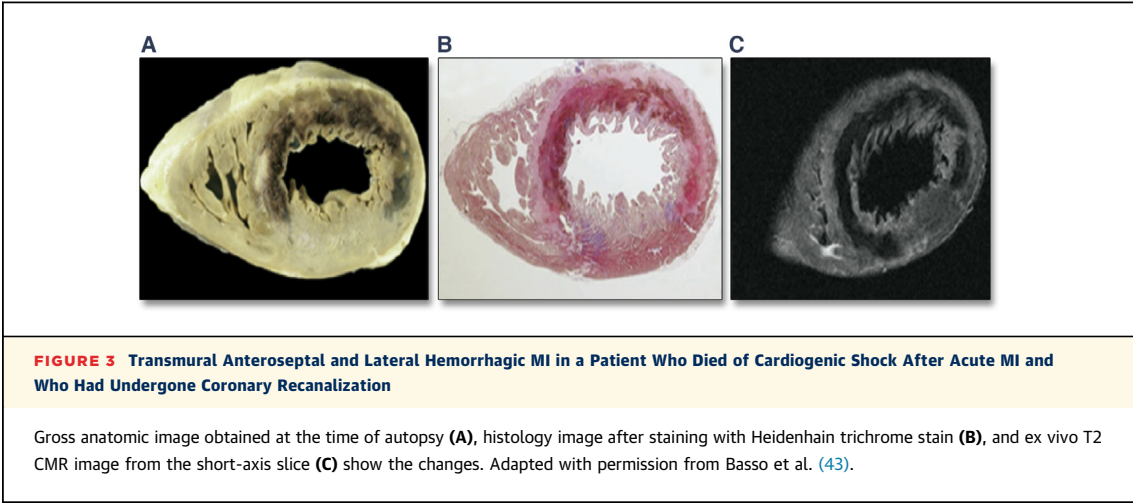 A
B
C
FIGURE 3 Transmural Anteroseptal and Lateral Hemorrhagic MI in a Patient Who Died of Cardiogenic Shock After Acute MI and
Who Had Undergone Coronary Recanalization
Gross anatomic image obtained at the time of autopsy (A), histology image after staining with Heidenhain trichrome stain (B), and ex vivo T2
CMR image from the short-axis slice (C) show the changes. Adapted with permission from Basso et al. (43).